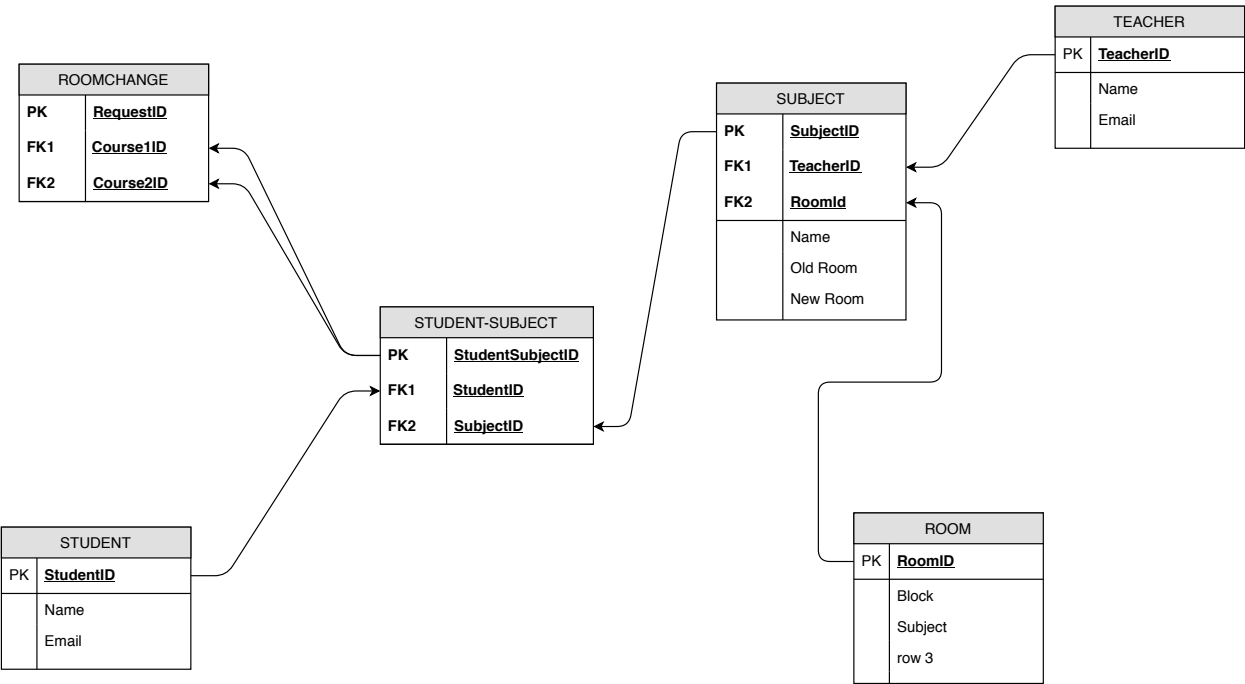 TEACHER
PK TeacherID
Name
Email
ROOMCHANGE
PK RequestID
FK1 Course1ID
FK2 Course2ID
SUBJECT
PK SubjectID
FK1 TeacherID
FK2 RoomId
Name
Old Room
New Room
STUDENT-SUBJECT
PK StudentSubjectID
FK1 StudentID
FK2 SubjectID
STUDENT
PK StudentID
Name
Email
ROOM
PK RoomID
Block
Subject
row 3